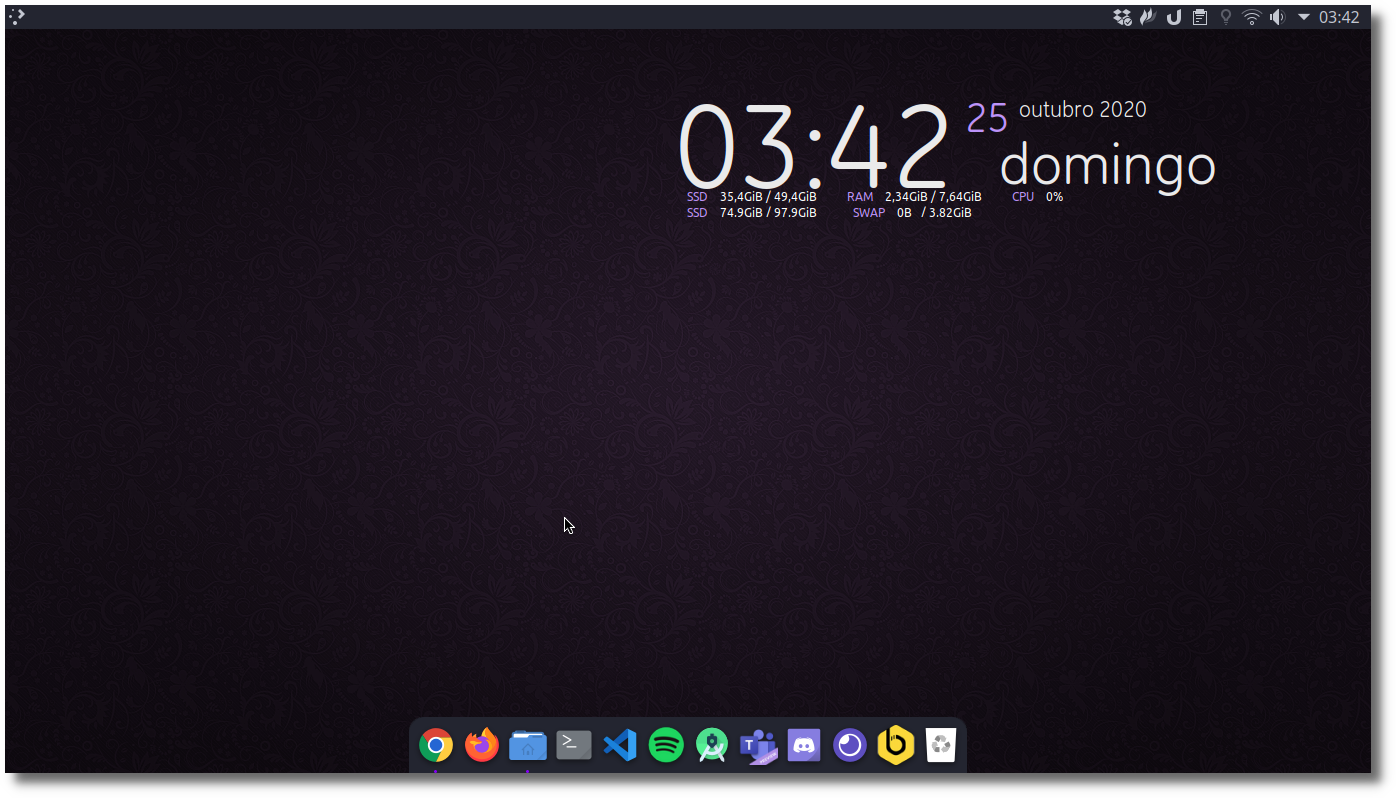 03:42
03:42 25 outubro 2020
domingo
SSD 35,4GiB / 49,4GiB RAM 2,34GiB / 7,64GiB CPU 0%
SSD 74.9GiB / 97.9GiB SWAP 0B / 3.82GiB